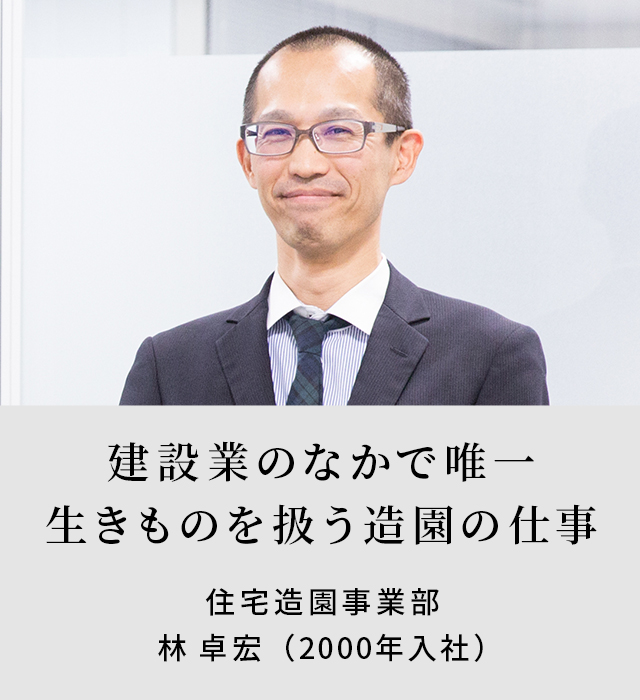 建設業のなかで唯一
生きものを扱う造園の仕事
住宅造園事業部
林 卓宏（2000年入社）